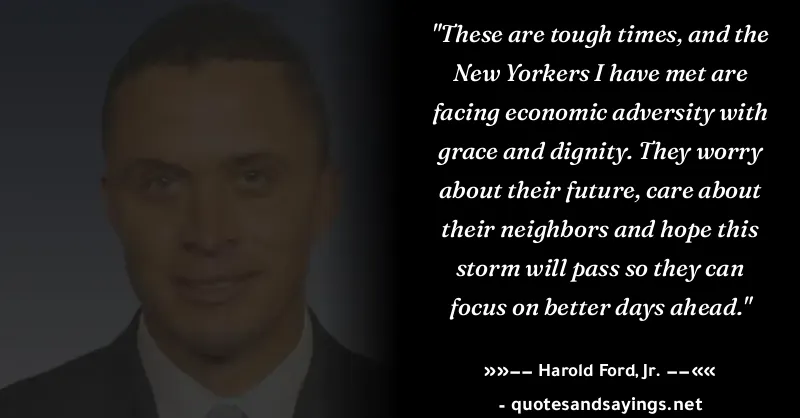 "These are tough times, and the
New Yorkers I have met are
facing economic adversity with
grace and dignity. They worry
about their future, care about
their neighbors and hope this
storm will pass so they can
focus on better days ahead."
»»−− Harold Ford, Jr. −−««
- quotesandsayings.net